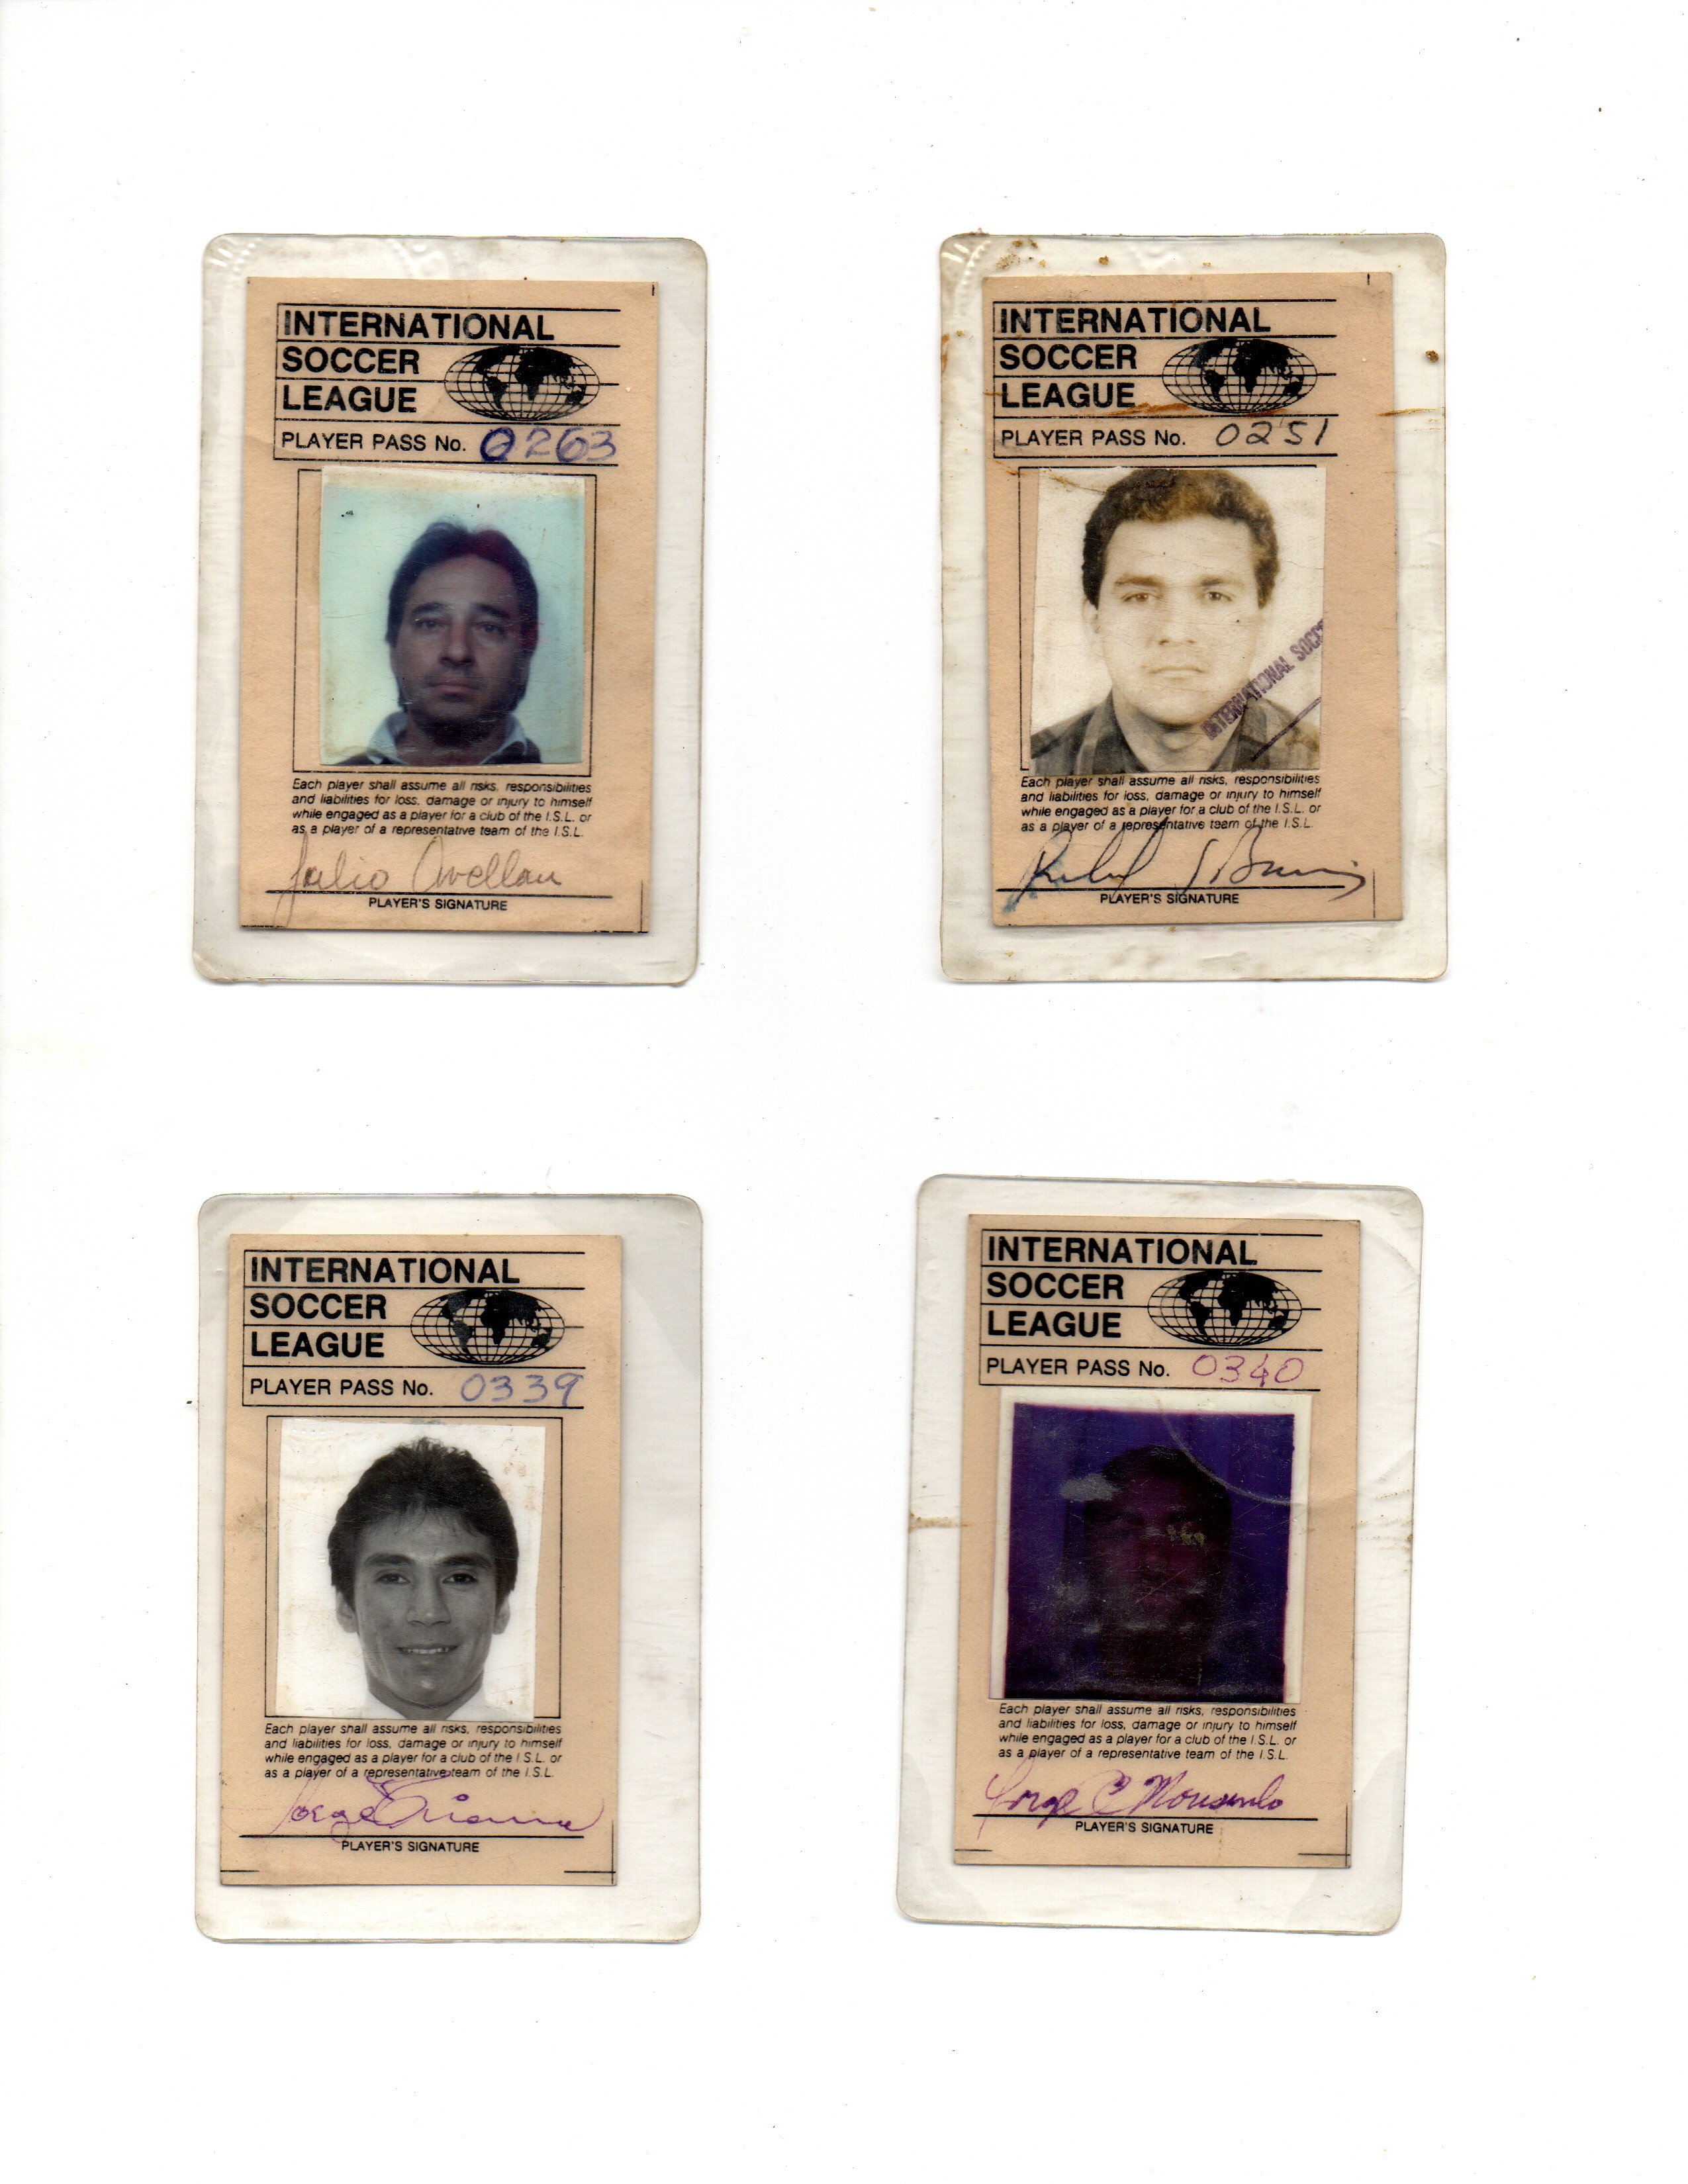 INTERNATIONAL
SOCCER
LEAGUE
PLAYER PASS No. 0263
Each player shall assume all risks, responsibilities
and liabilities for loss, damage or injury to himself
while engaged as a player for a club of the I.S.L. or
as a player of a representative team of the I.S.L.
Julio Avellan
PLAYER'S SIGNATURE
INTERNATIONAL
SOCCER
LEAGUE
PLAYER PASS No. 0251
INTERNATIONAL SOCC
Each player shall assume all risks, responsibilities
and liabilities for loss, damage or injury to himself
while engaged as a player for a club of the I.S.L. or
as a player of a representative team of the I.S.L.
PLAYER'S SIGNATURE
INTERNATIONAL
SOCCER
LEAGUE
PLAYER PASS No. 0339
Each player shall assume all risks, responsibilities
and liabilities for loss, damage or injury to himself
while engaged as a player for a club of the I.S.L. or
as a player of a representative team of the I.S.L.
Jorge
PLAYER'S SIGNATURE
INTERNATIONAL
SOCCER
LEAGUE
PLAYER PASS No. 0340
Each player shall assume all risks, responsibilities
and liabilities for loss, damage or injury to himself
while engaged as a player for a club of the I.S.L. or
as a player of a representative team of the I.S.L.
Jorge C
PLAYER'S SIGNATURE